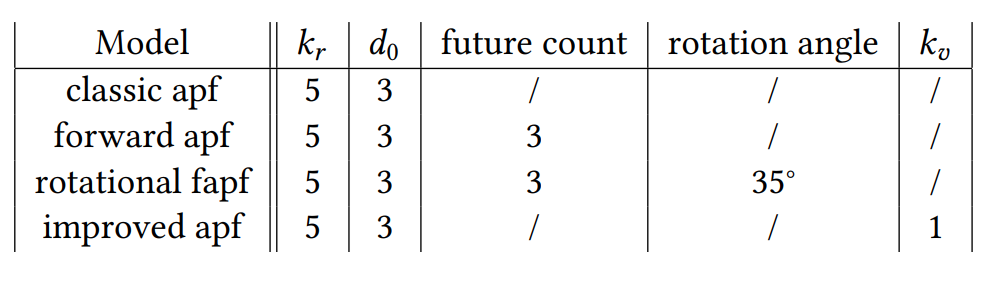 Model k_r d_0 future count rotation angle k_v
classic apf 5 3 / / /
forward apf 5 3 3 / /
rotational fapf 5 3 3 35° /
improved apf 5 3 / / 1